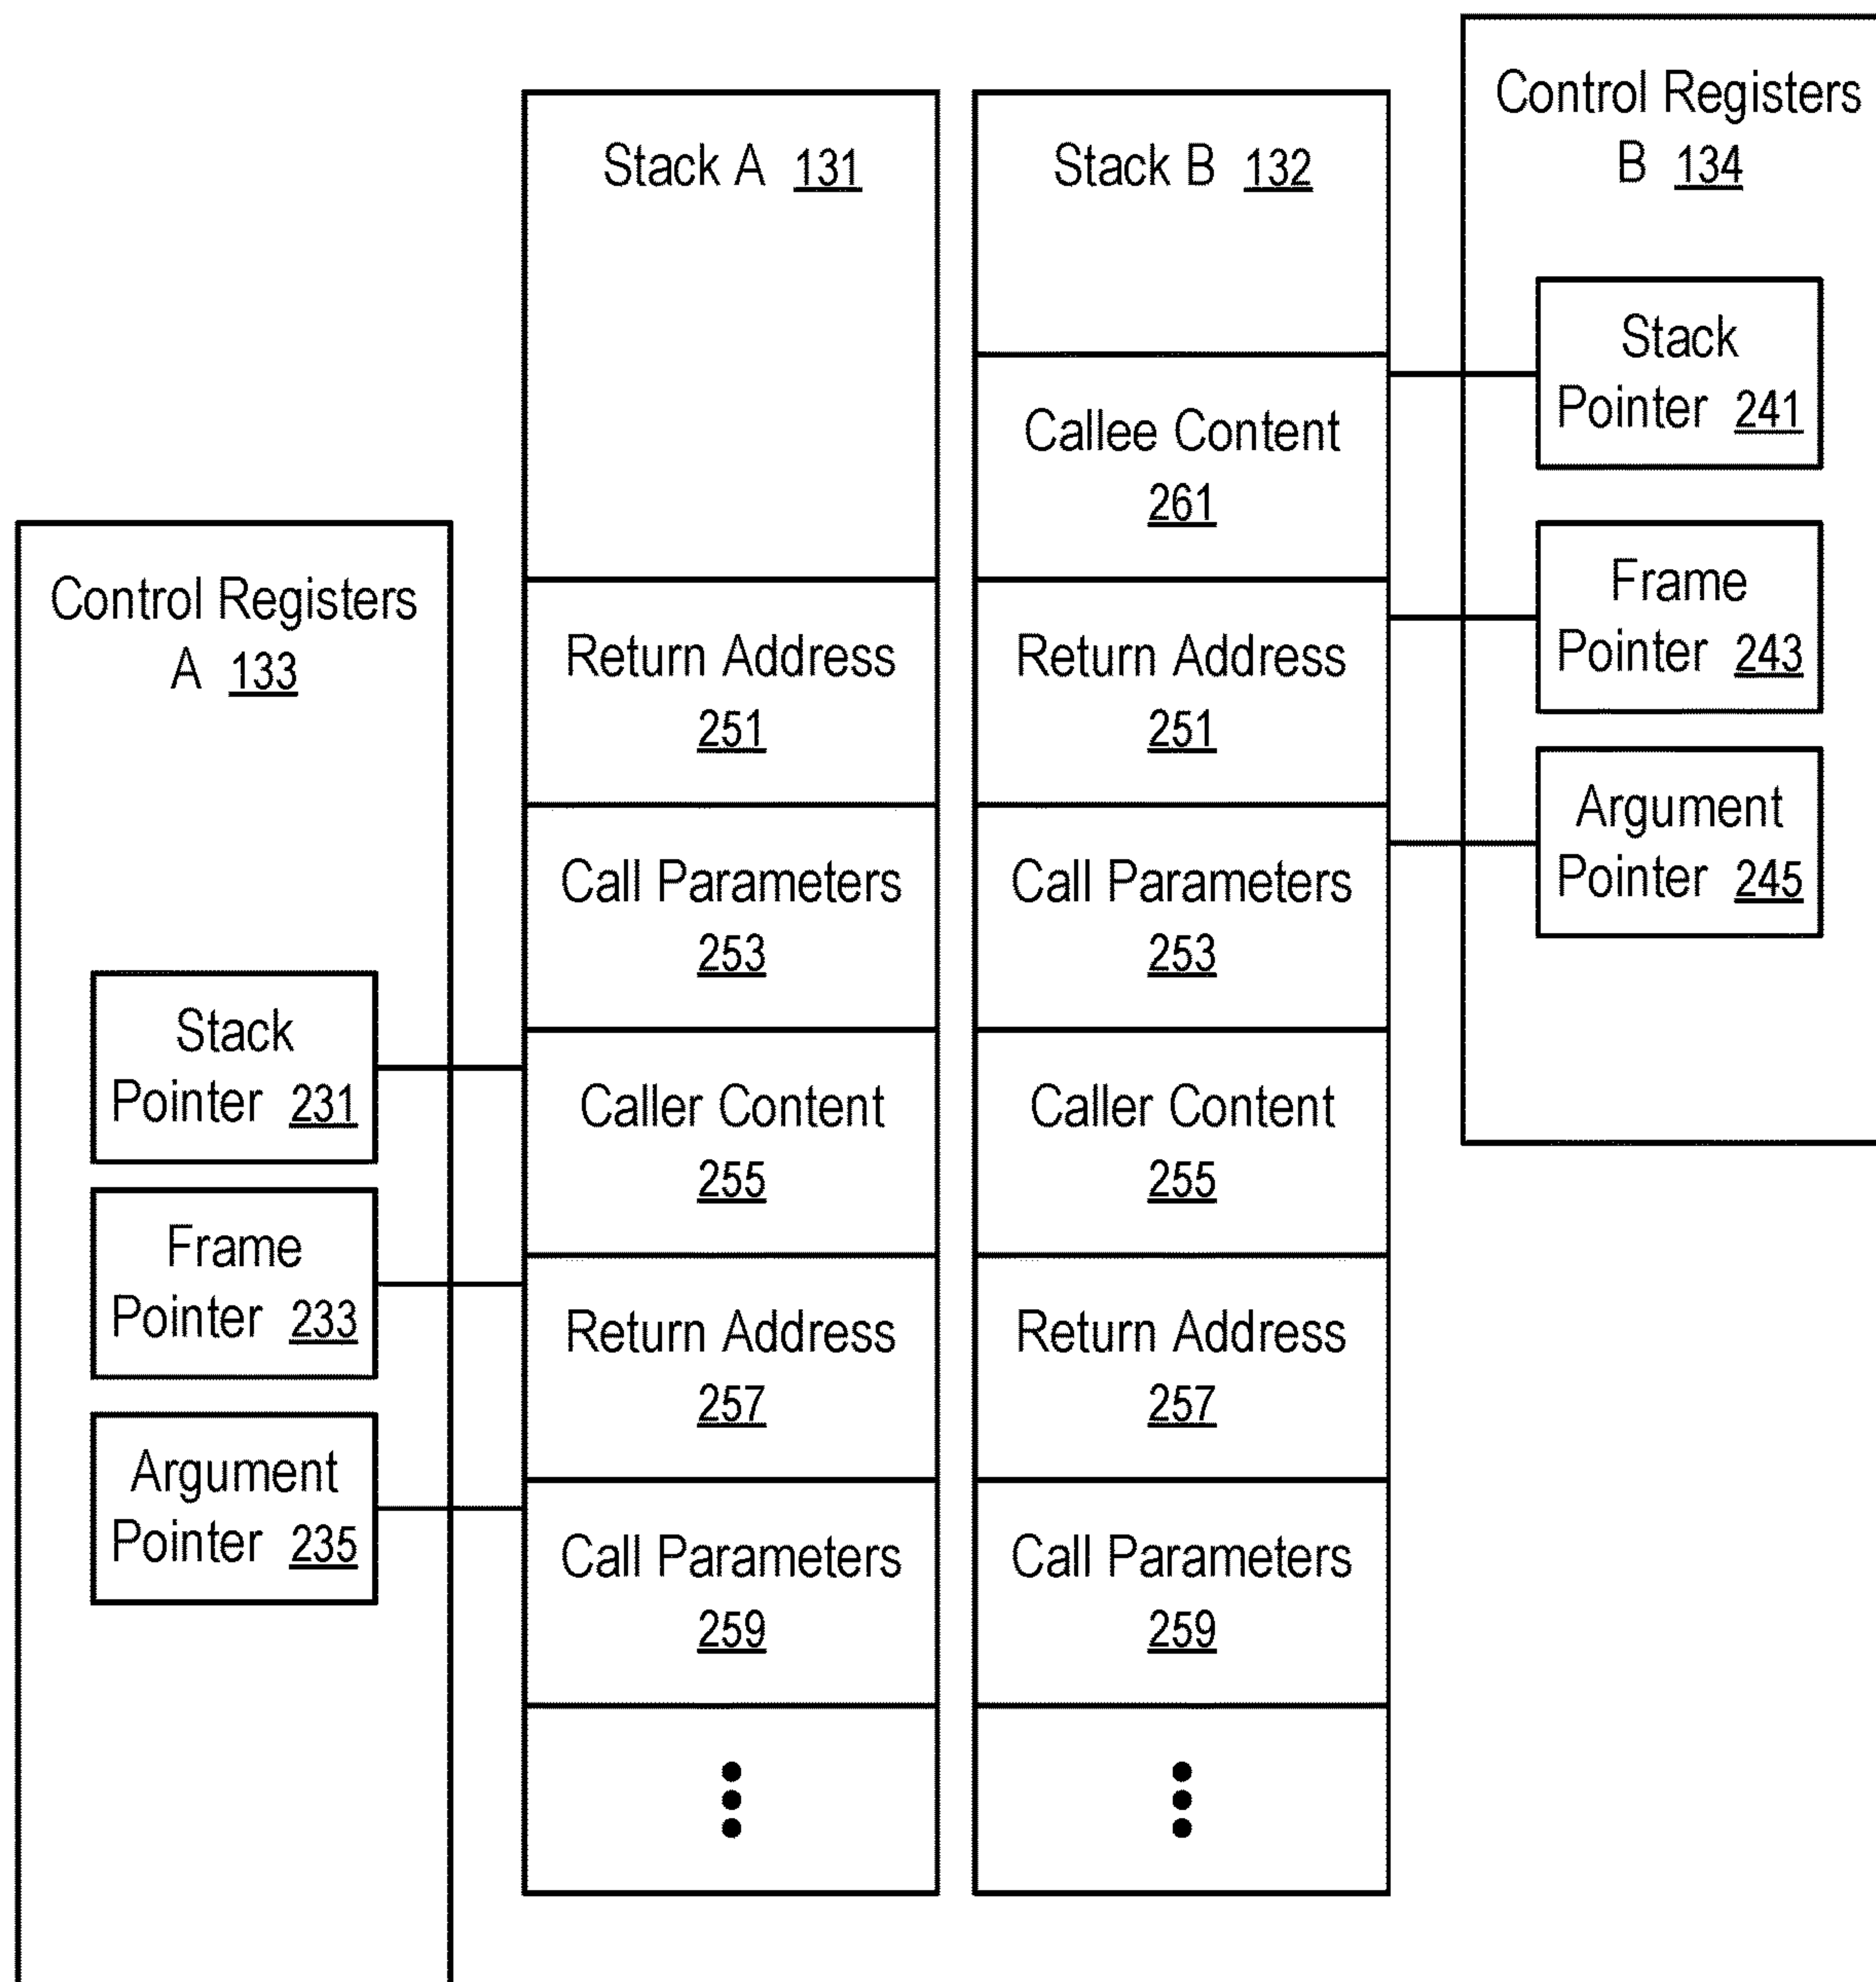 Control Registers
A 133
Stack
Pointer 231
Frame
Pointer 233
Argument
Pointer 235
Stack A 131
Return Address
251
Call Parameters
253
Caller Content
255
Return Address
257
Call Parameters
259
Stack B 132
Callee Content
261
Return Address
251
Call Parameters
253
Caller Content
255
Return Address
257
Call Parameters
259
Control Registers
B 134
Stack
Pointer 241
Frame
Pointer 243
Argument
Pointer 245